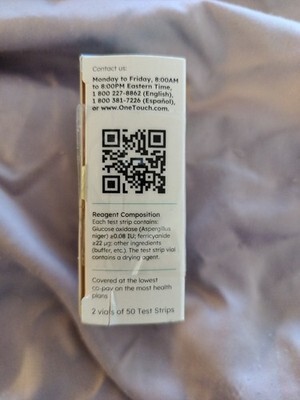 Contact us:
Monday to Friday, 8:00AM
to 8:00PM Eastern Time,
1 800 227-8862 (English),
1 800 381-7226 (Español),
or www.OneTouch.com.
Reagent Composition
Each test strip contains:
Glucose oxidase (Aspergillus
niger) ≥0.08 IU; ferricyanide
≥22 µg; other ingredients
(buffer, etc.). The test strip vial
contains a drying agent.
Covered at the lowest
co-pay on the most health
plans
2 vials of 50 Test Strips